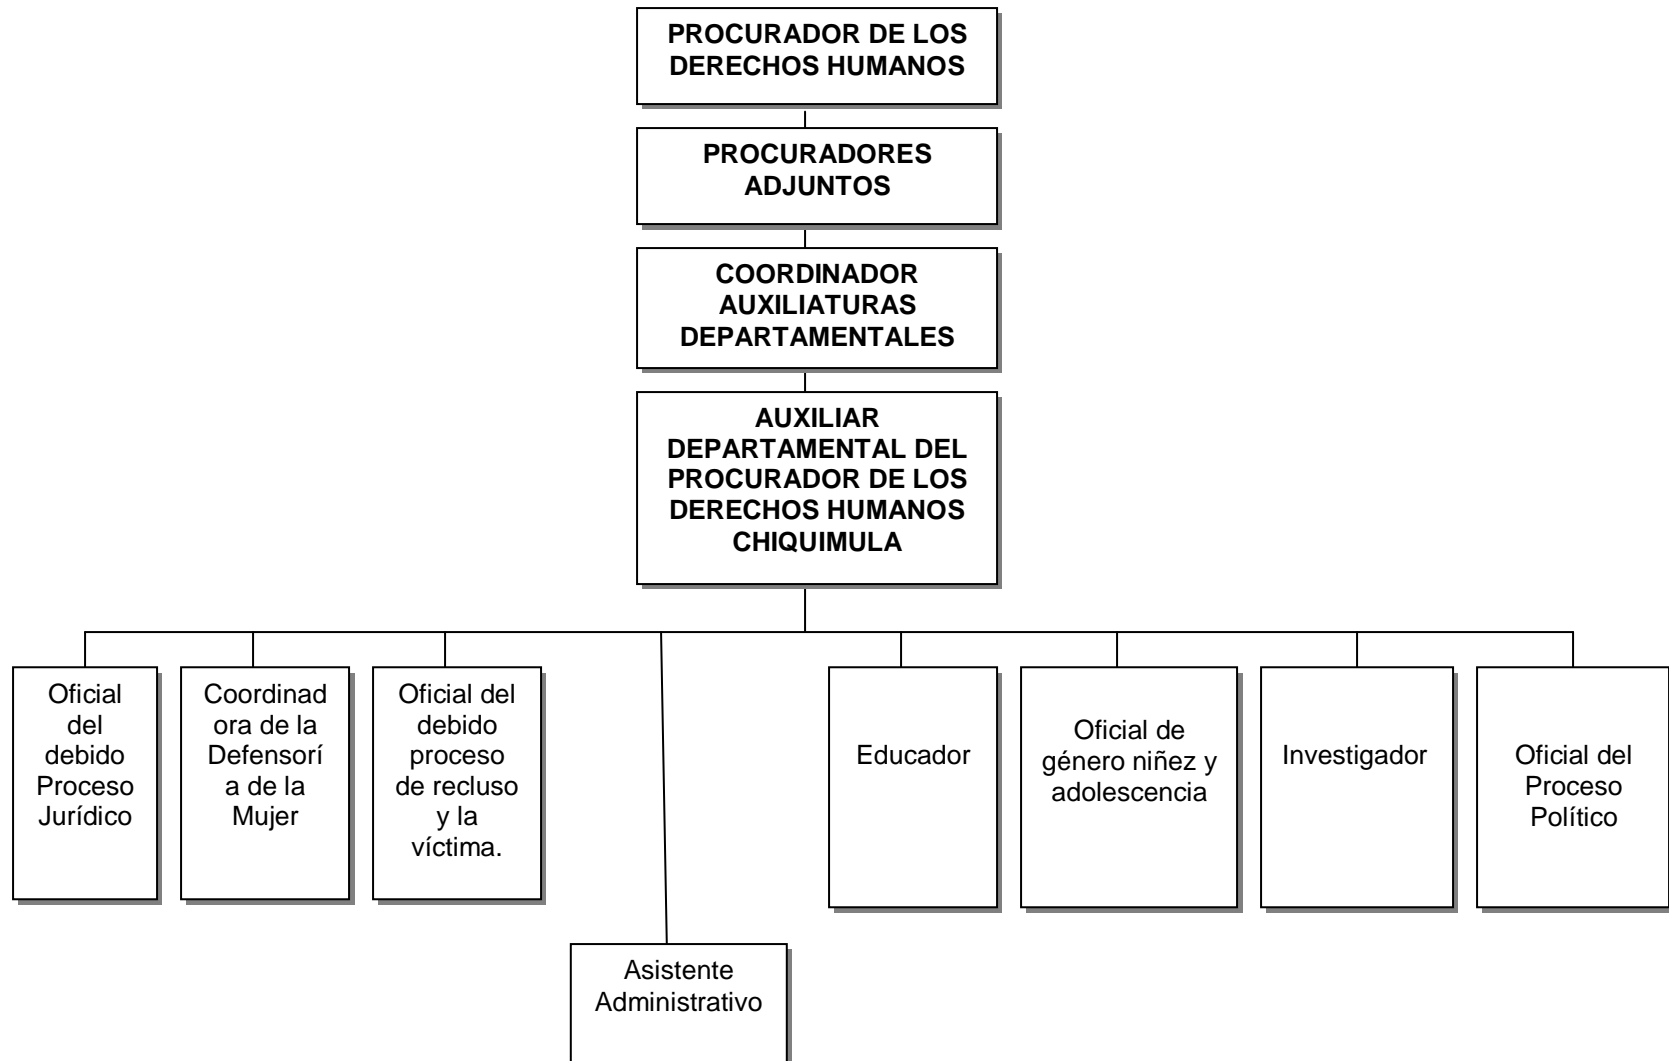 PROCURADOR DE LOS
DERECHOS HUMANOS
PROCURADORES
ADJUNTOS
COORDINADOR
AUXILIATURAS
DEPARTAMENTALES
AUXILIAR
DEPARTAMENTAL DEL
PROCURADOR DE LOS
DERECHOS HUMANOS
CHIQUIMULA
Oficial
del
debido
Proceso
Jurídico
Coordinad
ora de la
Defensorí
a de la
Mujer
Oficial del
debido
proceso
de recluso
y la
víctima.
Educador
Oficial de
género niñez y
adolescencia
Investigador
Oficial del
Proceso
Político
Asistente
Administrativo